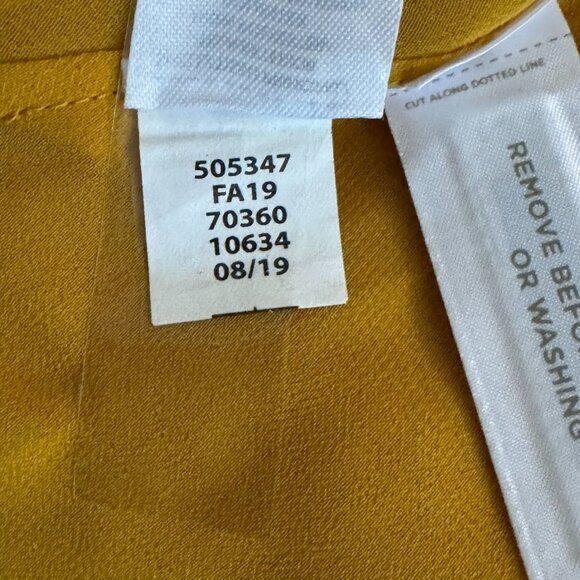 505347
FA19
70360
10634
08/19
CUT ALONG DOTTED LINE
REMOVE
OR WASHING